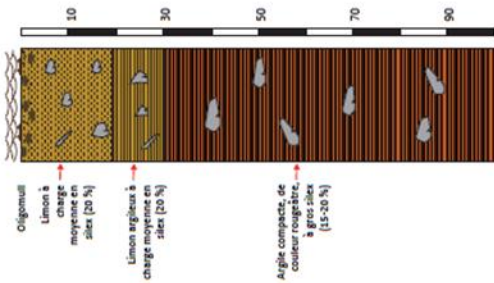 Oligomull
Limon à
charge
moyenne en
silex (20 %)
Limon argileux à
charge moyenne en
silex (20 %)
Argile compacte, de
couleur rougeâtre,
à gros silex
(15-20 %)
10
30
50
70
90